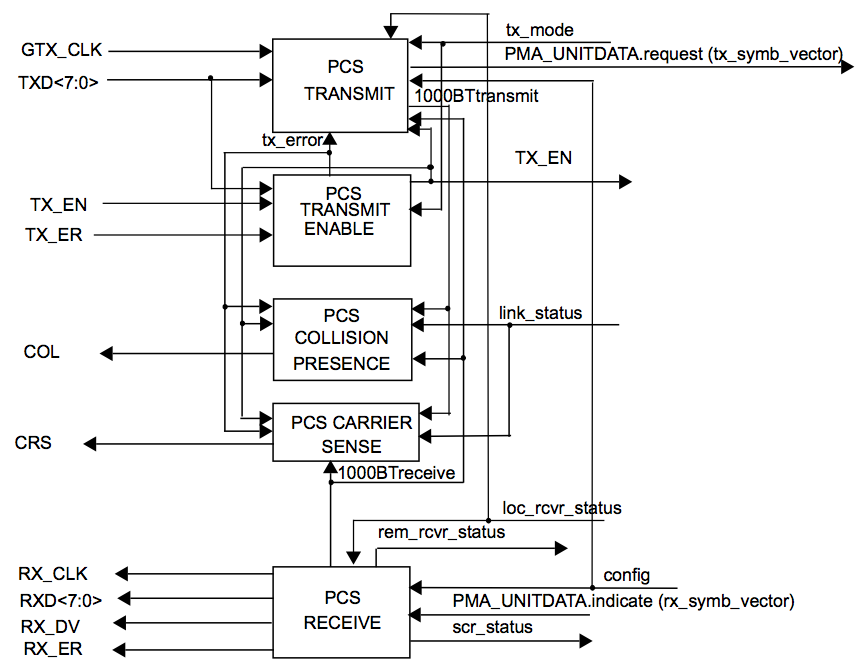 tx_mode
GTX_CLK
PCS
TRANSMIT
PMA_UNITDATA.request (tx_symb_vector)
TXD<7:0>
1000BTtransmit
tx_error
TX_EN
TX_EN
PCS
TRANSMIT
ENABLE
TX_ER
link_status
PCS
COLLISION
PRESENCE
COL
PCS CARRIER
SENSE
CRS
1000BTreceive
loc_rcvr_status
rem_rcvr_status
RX_CLK
config
PCS
RECEIVE
RXD<7:0>
PMA_UNITDATA.indicate (rx_symb_vector)
RX_DV
scr_status
RX_ER